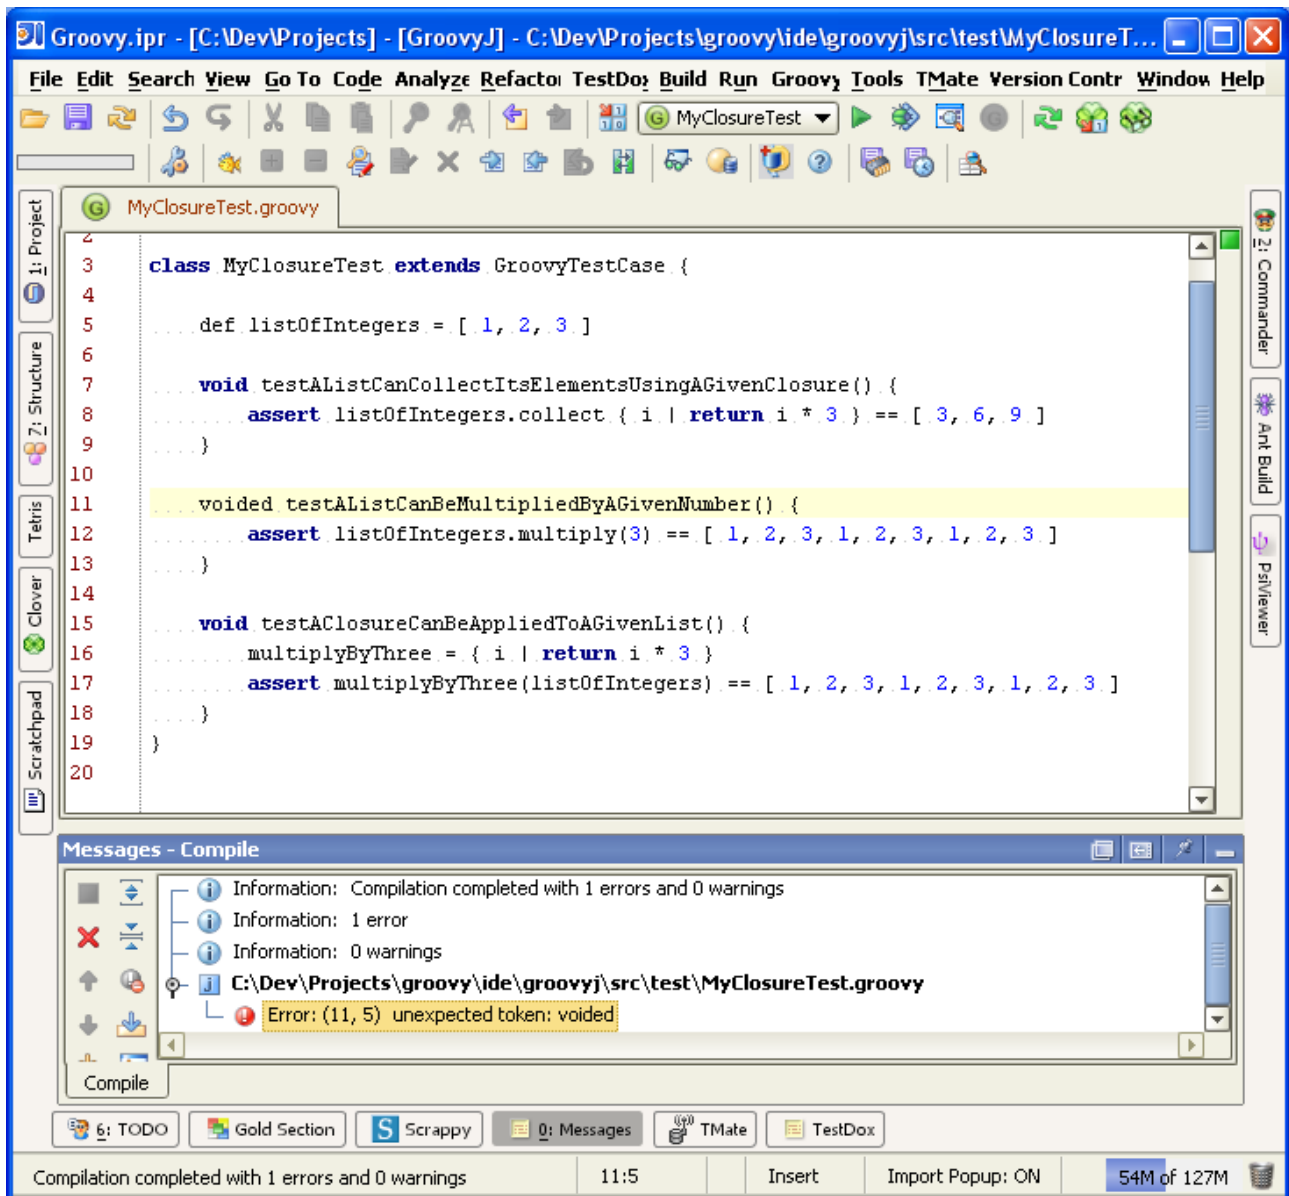 Groovy.ipr - [C:\Dev\Projects] - [GroovyJ] - C:\Dev\Projects\groovy\ide\groovyj\src\test\MyClosureT...
File Edit Search View Go To Code Analyze Refactor TestDox Build Run Groovy Tools TMate Version Contr Window Help
MyClosureTest
MyClosureTest.groovy
1: Project
7: Structure
Tetris
Clover
Scratchpad
2: Commander
Ant Build
PsiViewer
2
3 class MyClosureTest extends GroovyTestCase {
4
5 def listOfIntegers = [ 1, 2, 3 ]
6
7 void testAListCanCollectItsElementsUsingAGivenClosure() {
8 assert listOfIntegers.collect { i | return i * 3 } == [ 3, 6, 9 ]
9 }
10
11 voided testAListCanBeMultipliedByAGivenNumber() {
12 assert listOfIntegers.multiply(3) == [ 1, 2, 3, 1, 2, 3, 1, 2, 3 ]
13 }
14
15 void testAClosureCanBeAppliedToAGivenList() {
16 multiplyByThree = { i | return i * 3 }
17 assert multiplyByThree(listOfIntegers) == [ 1, 2, 3, 1, 2, 3, 1, 2, 3 ]
18 }
19 }
20
Messages - Compile
Information: Compilation completed with 1 errors and 0 warnings
Information: 1 error
Information: 0 warnings
C:\Dev\Projects\groovy\ide\groovyj\src\test\MyClosureTest.groovy
Error: (11, 5) unexpected token: voided
Compile
6: TODO Gold Section Scrappy 0: Messages TMate TestDox
Compilation completed with 1 errors and 0 warnings 11:5 Insert Import Popup: ON 54M of 127M